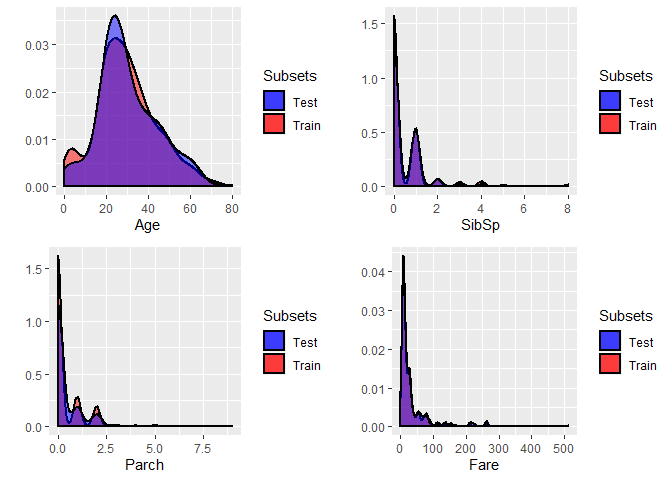 0.03
0.02
0.01
0.00
0 20 40 60 80
Age
Subsets
Test
Train
1.5
1.0
0.5
0.0
0 2 4 6 8
SibSp
Subsets
Test
Train
1.5
1.0
0.5
0.0
0.0 2.5 5.0 7.5
Parch
Subsets
Test
Train
0.04
0.03
0.02
0.01
0.00
0 100 200 300 400 500
Fare
Subsets
Test
Train